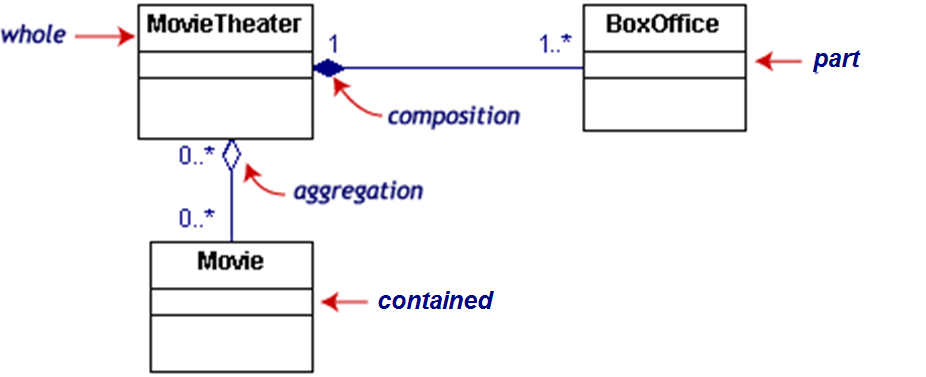 whole
MovieTheater
1
1..*
BoxOffice
part
composition
0..*
aggregation
0..*
Movie
contained